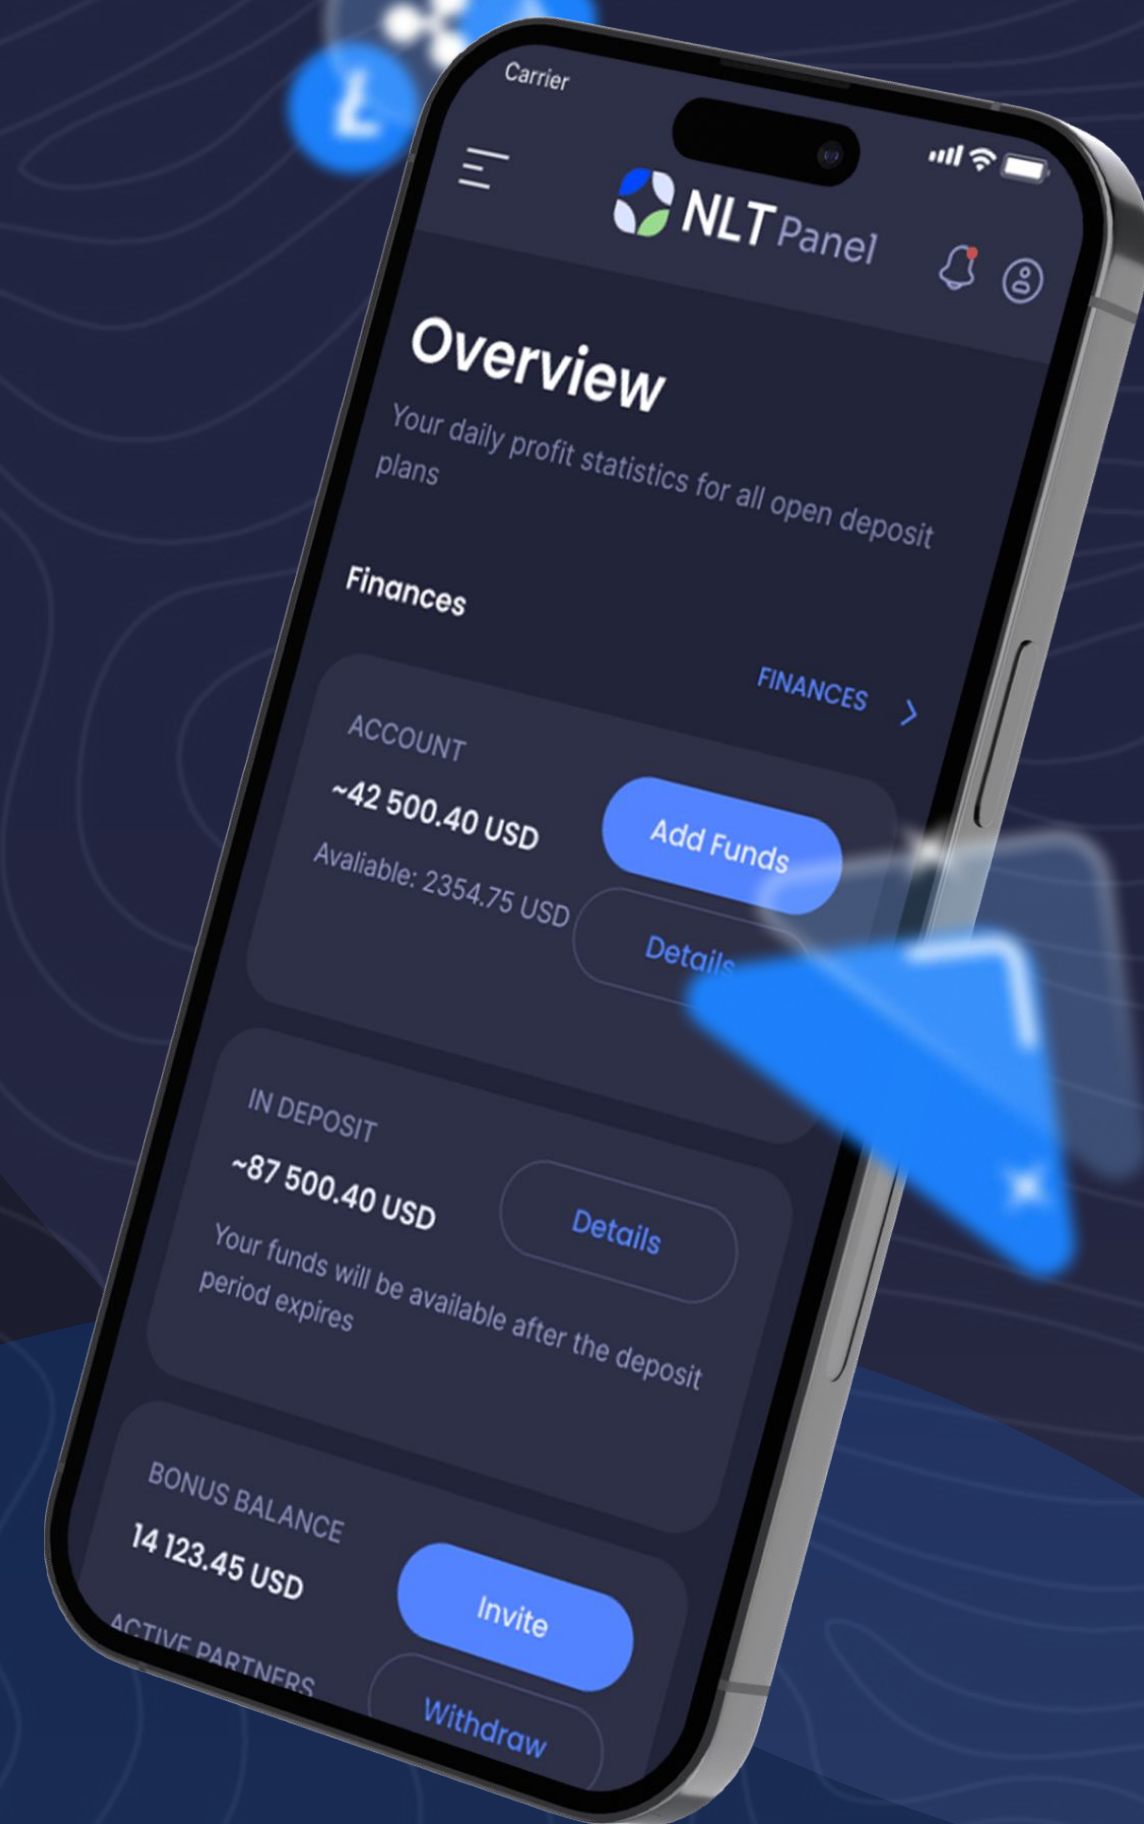 Carrier
NLT Panel
Overview
Your daily profit statistics for all open deposit
plans
Finances
FINANCES
ACCOUNT
~42 500.40 USD
Add Funds
Avaliable: 2354.75 USD
Details
IN DEPOSIT
~87 500.40 USD
Details
Your funds will be available after the deposit
period expires
BONUS BALANCE
14 123.45 USD
Invite
ACTIVE PARTNERS
Withdraw